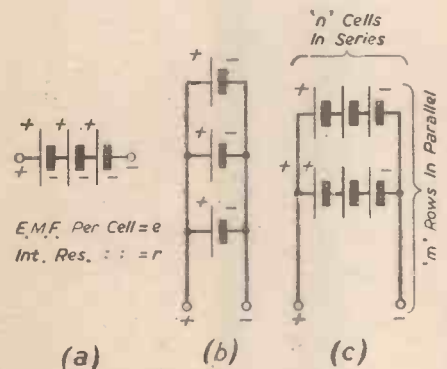 'n' Cells
In Series
+ -
+ -
+ -
+ + + + -
- - -
+ -
+ -
+ + -
'm' Rows In Parallel
E.M.F. Per Cell = e
Int. Res. : : = r
+ -
+ -
(a) (b) (c)